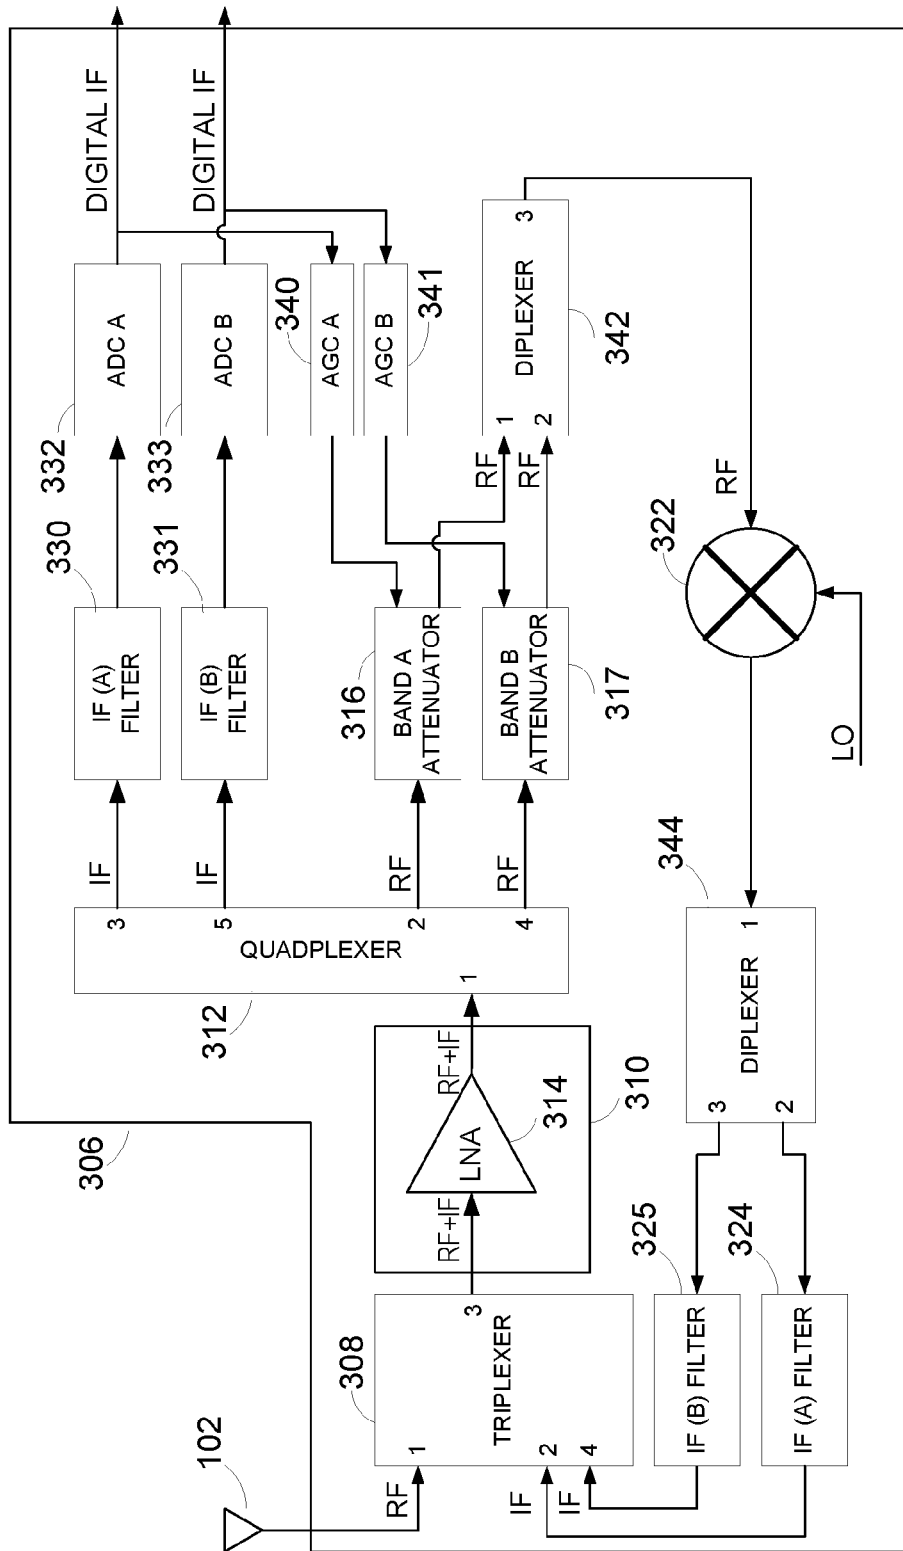 102
RF
1
TRIPLEXER
308
2
4
3
IF
IF
306
RF+IF
LNA
314
RF+IF
310
312
QUADPLEXER
1
3
5
2
4
IF
IF
RF
RF
330
IF (A)
FILTER
331
IF (B)
FILTER
316
BAND A
ATTENUATOR
317
BAND B
ATTENUATOR
332
ADC A
333
ADC B
340
AGC A
341
AGC B
DIGITAL IF
DIGITAL IF
RF
RF
1
2
DIPLEXER
3
342
RF
322
LO
344
DIPLEXER
1
3
2
325
IF (B) FILTER
324
IF (A) FILTER